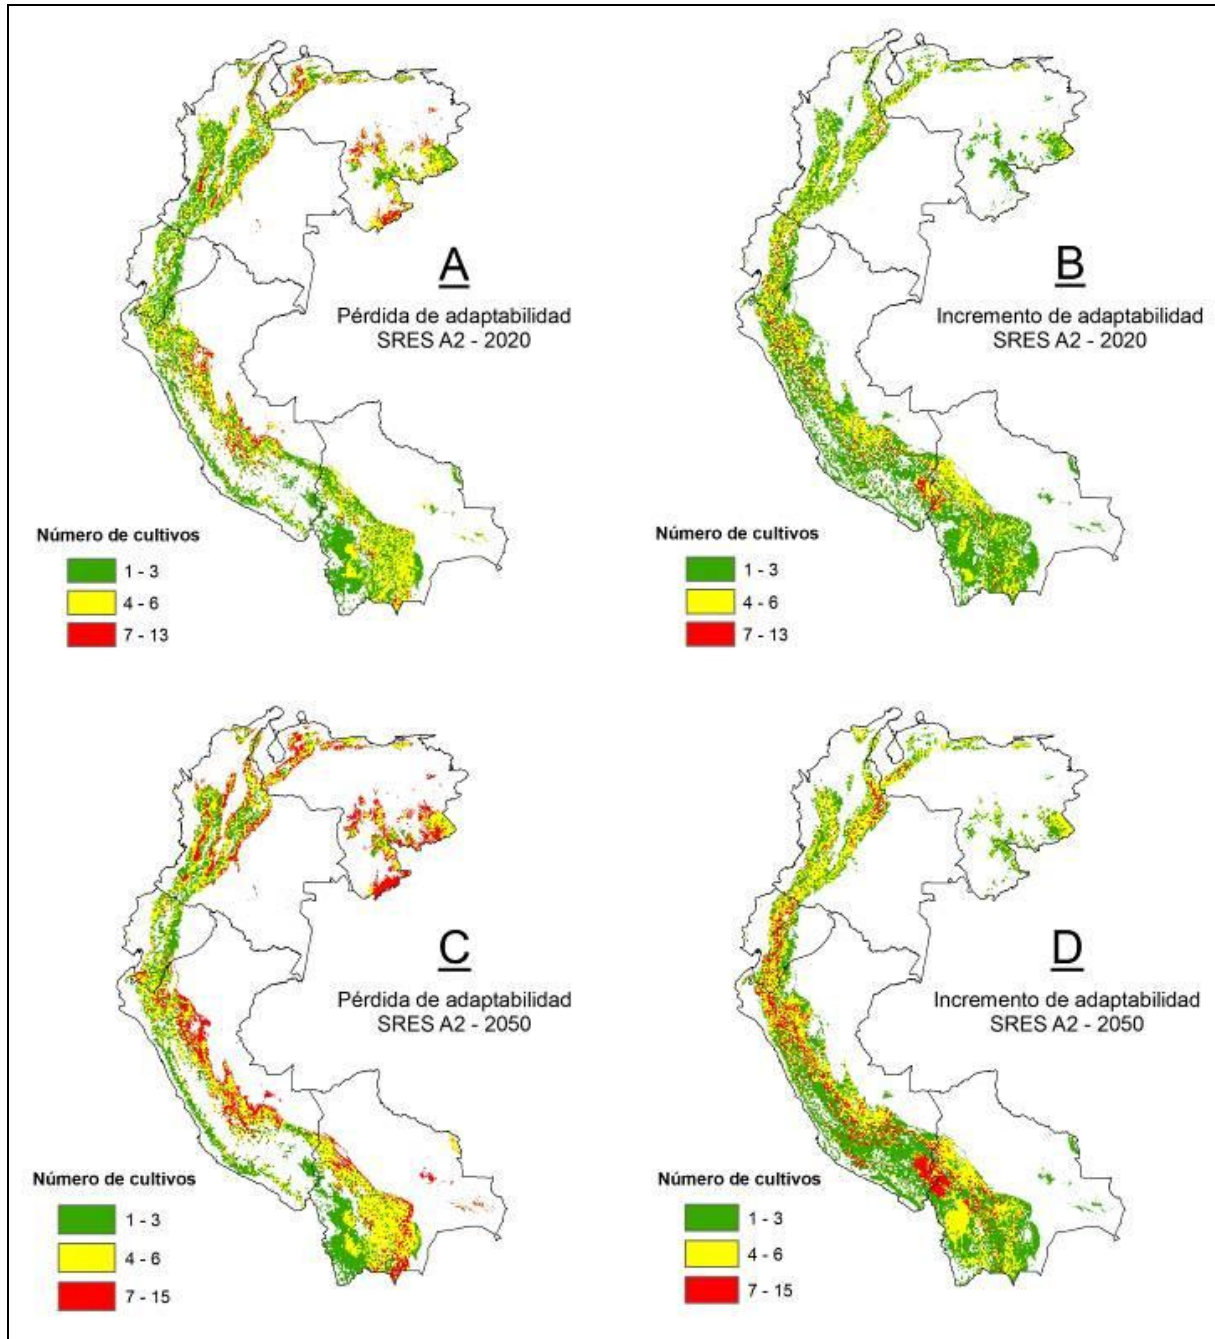 A
Pérdida de adaptabilidad
SRES A2 - 2020
Número de cultivos
1 - 3
4 - 6
7 - 13
B
Incremento de adaptabilidad
SRES A2 - 2020
Número de cultivos
1 - 3
4 - 6
7 - 13
C
Pérdida de adaptabilidad
SRES A2 - 2050
Número de cultivos
1 - 3
4 - 6
7 - 15
D
Incremento de adaptabilidad
SRES A2 - 2050
Número de cultivos
1 - 3
4 - 6
7 - 15